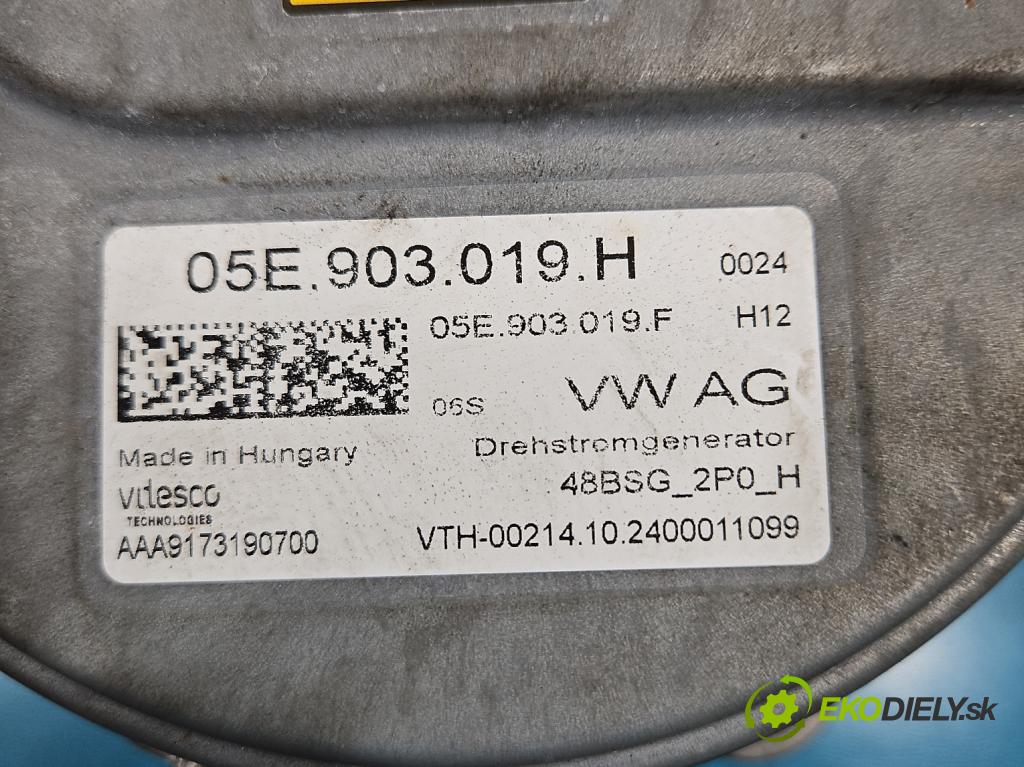 05E.903.019.H 0024
05E.903.019.F H12
06S VW AG
Made in Hungary Drehstromgenerator
vitesco 48BSG_2P0_H
TECHNOLOGIES
AAA9173190700 VTH-00214.10.2400011099
EKODIELY.sk